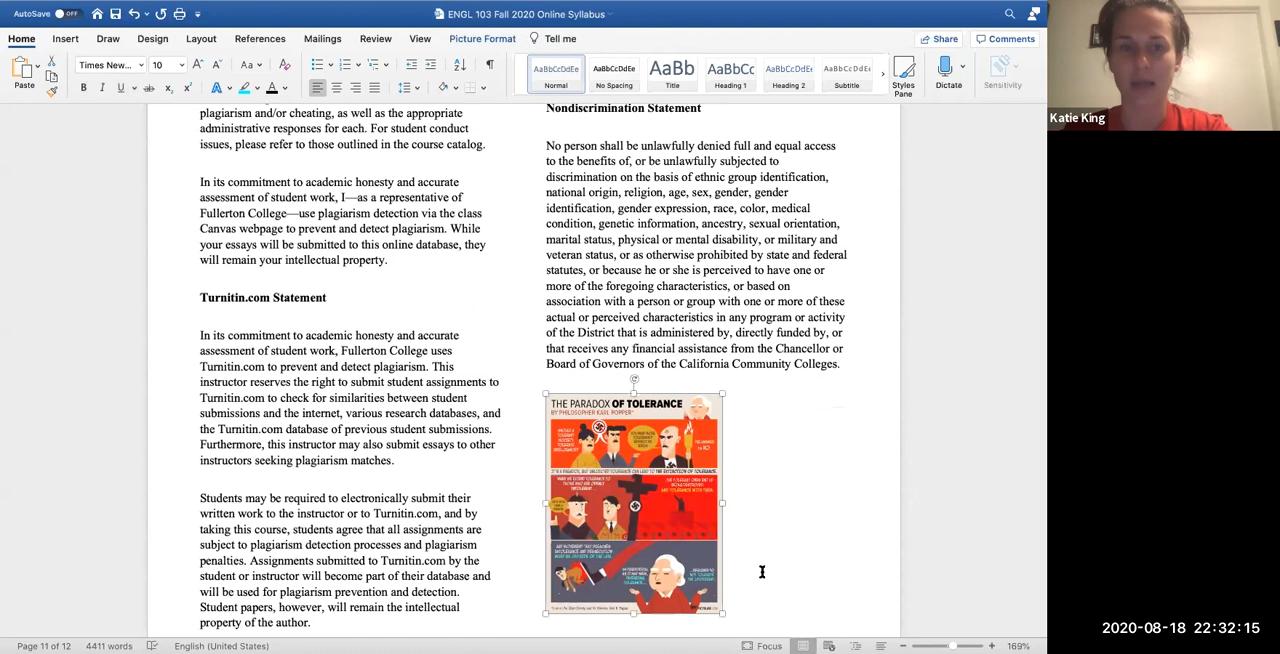 AutoSave OFF
ENGL 103 Fall 2020 Online Syllabus
Home Insert Draw Design Layout References Mailings Review View Picture Format Tell me
Share Comments
Paste
Times New... 10
Aa
AaBbCcDdEe AaBbCcDdEe AaBb AaBbCc AaBbCcDdEe AaBbCcDdEe
Normal No Spacing Title Heading 1 Heading 2 Subtitle
Styles Pane
Dictate
Sensitivity
plagiarism and/or cheating, as well as the appropriate
administrative responses for each. For student conduct
issues, please refer to those outlined in the course catalog.
In its commitment to academic honesty and accurate
assessment of student work, I—as a representative of
Fullerton College—use plagiarism detection via the class
Canvas webpage to prevent and detect plagiarism. While
your essays will be submitted to this online database, they
will remain your intellectual property.
Turnitin.com Statement
In its commitment to academic honesty and accurate
assessment of student work, Fullerton College uses
Turnitin.com to prevent and detect plagiarism. This
instructor reserves the right to submit student assignments to
Turnitin.com to check for similarities between student
submissions and the internet, various research databases, and
the Turnitin.com database of previous student submissions.
Furthermore, this instructor may also submit essays to other
instructors seeking plagiarism matches.
Students may be required to electronically submit their
written work to the instructor or to Turnitin.com, and by
taking this course, students agree that all assignments are
subject to plagiarism detection processes and plagiarism
penalties. Assignments submitted to Turnitin.com by the
student or instructor will become part of their database and
will be used for plagiarism prevention and detection.
Student papers, however, will remain the intellectual
property of the author.
Nondiscrimination Statement
No person shall be unlawfully denied full and equal access
to the benefits of, or be unlawfully subjected to
discrimination on the basis of ethnic group identification,
national origin, religion, age, sex, gender, gender
identification, gender expression, race, color, medical
condition, genetic information, ancestry, sexual orientation,
marital status, physical or mental disability, or military and
veteran status, or as otherwise prohibited by state and federal
statutes, or because he or she is perceived to have one or
more of the foregoing characteristics, or based on
association with a person or group with one or more of these
actual or perceived characteristics in any program or activity
of the District that is administered by, directly funded by, or
that receives any financial assistance from the Chancellor or
Board of Governors of the California Community Colleges.
THE PARADOX OF TOLERANCE
BY PHILOSOPHER KARL POPPER
IT'S A PARADOX, BUT UNLIMITED TOLERANCE CAN LEAD TO THE EXTINCTION OF TOLERANCE.
Katie King
2020-08-18 22:32:15
Page 11 of 12 4411 words English (United States) Focus 169%